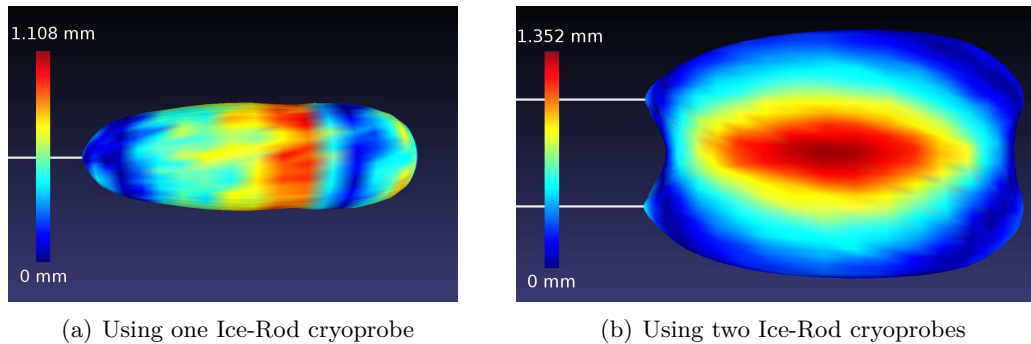 1.108 mm
0 mm
1.352 mm
0 mm
(a) Using one Ice-Rod cryoprobe
(b) Using two Ice-Rod cryoprobes